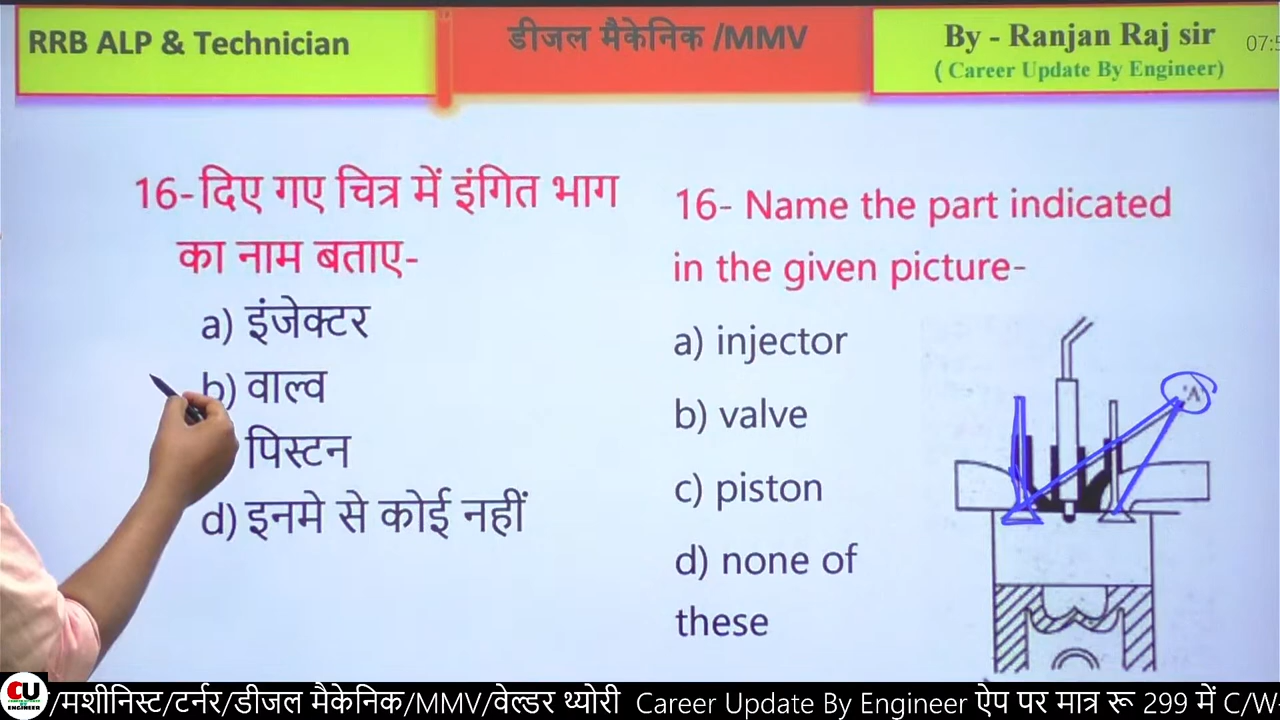 RRB ALP & Technician
डीजल मैकेनिक /MMV
By - Ranjan Raj sir
( Career Update By Engineer)
16-दिए गए चित्र में इंगित भाग
का नाम बताए-
a) इंजेक्टर
b) वाल्व
पिस्टन
d) इनमे से कोई नहीं
16- Name the part indicated
in the given picture-
a) injector
b) valve
c) piston
d) none of
these
'A'
CU
ENGINEER
/मशीनिस्ट/टर्नर/डीजल मैकेनिक/MMV/वेल्डर थ्योरी Career Update By Engineer ऐप पर मात्र रू 299 में C/W